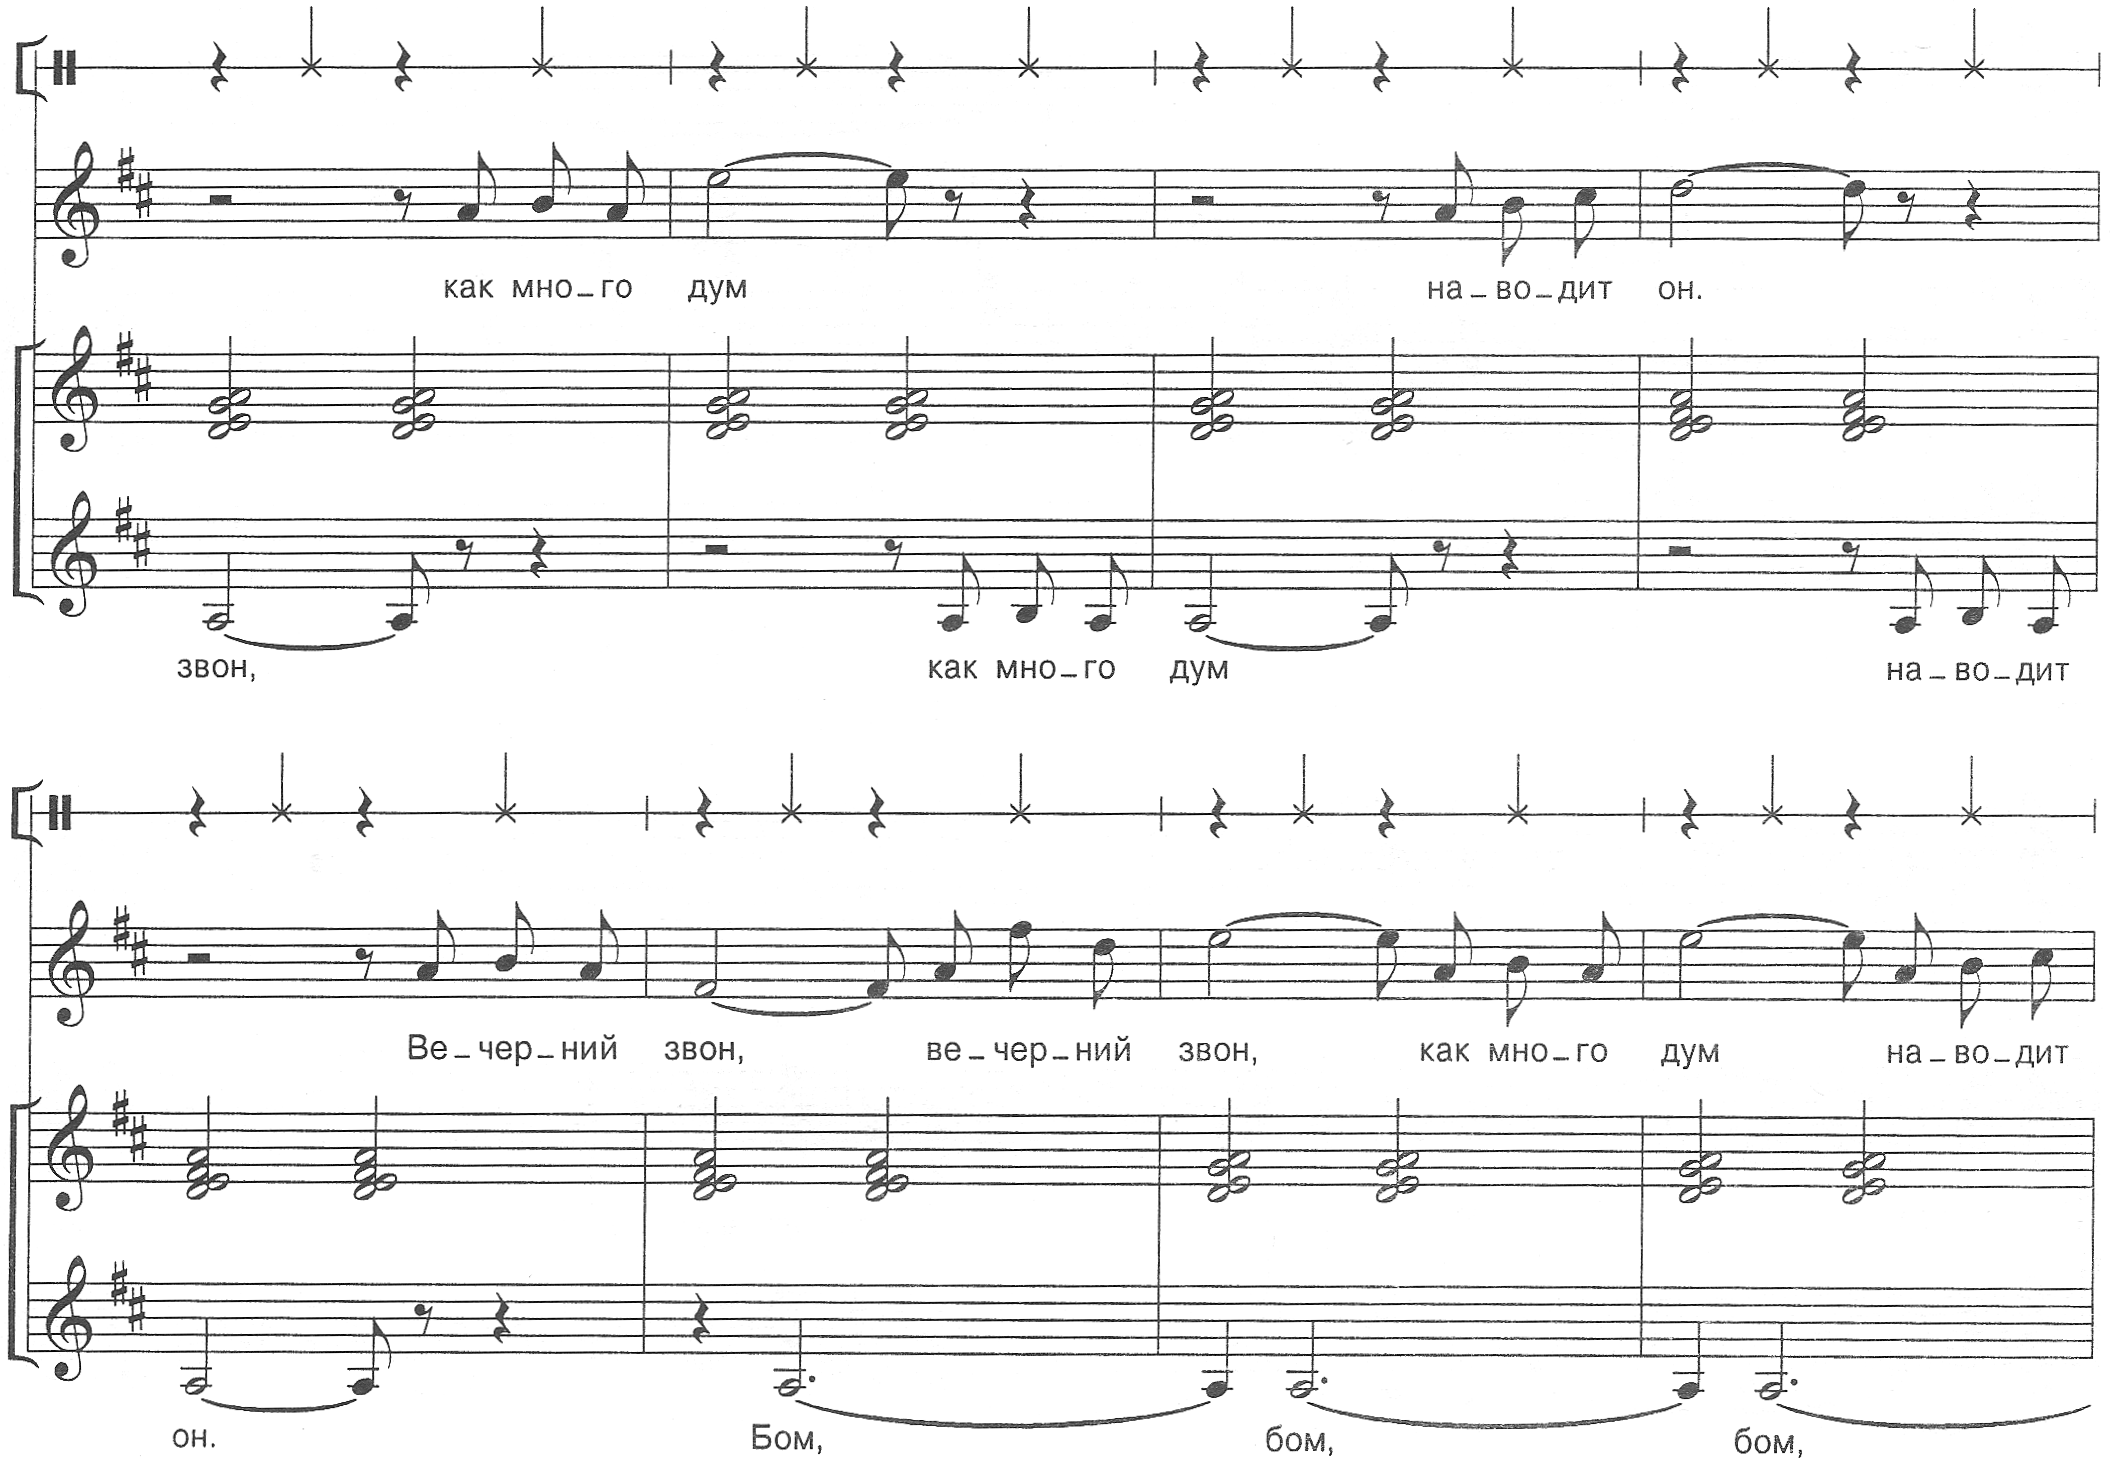 как мно–го дум на–во–дит он.
звон, как мно–го дум на–во–дит
Ве–чер–ний звон, ве–чер–ний звон, как мно–го дум на–во–дит
он. Бом, бом, бом,